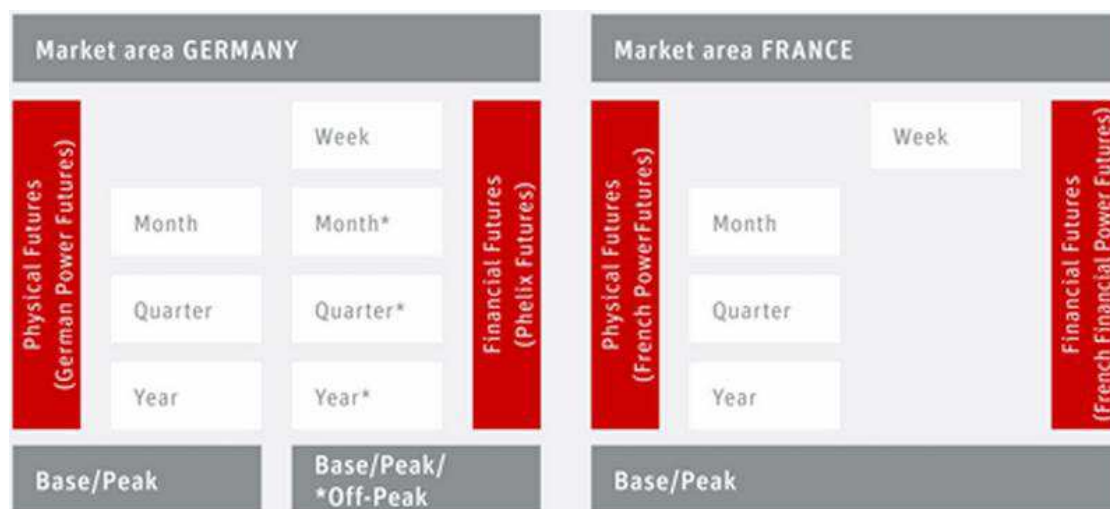 Market area GERMANY
Physical Futures
(German Power Futures)
Month
Quarter
Year
Week
Month*
Quarter*
Year*
Financial Futures
(Phelix Futures)
Base/Peak
Base/Peak/
*Off-Peak
Market area FRANCE
Physical Futures
(French PowerFutures)
Month
Quarter
Year
Week
Financial Futures
(French Financial Power Futures)
Base/Peak